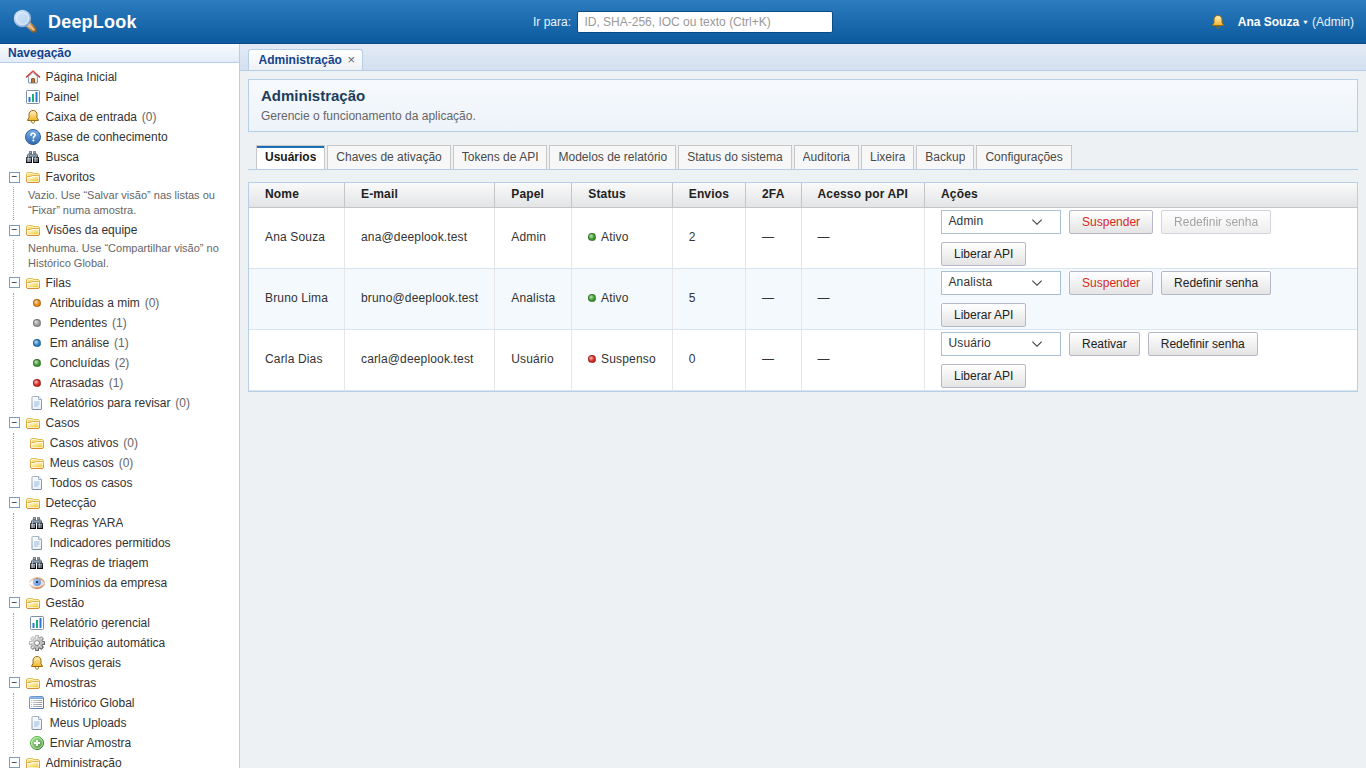 DeepLook
Ir para: ID, SHA-256, IOC ou texto (Ctrl+K)
Ana Souza (Admin)
Navegação
Página Inicial
Painel
Caixa de entrada (0)
Base de conhecimento
Busca
Favoritos
Vazio. Use “Salvar visão” nas listas ou
“Fixar” numa amostra.
Visões da equipe
Nenhuma. Use “Compartilhar visão” no
Histórico Global.
Filas
Atribuídas a mim (0)
Pendentes (1)
Em análise (1)
Concluídas (2)
Atrasadas (1)
Relatórios para revisar (0)
Casos
Casos ativos (0)
Meus casos (0)
Todos os casos
Detecção
Regras YARA
Indicadores permitidos
Regras de triagem
Domínios da empresa
Gestão
Relatório gerencial
Atribuição automática
Avisos gerais
Amostras
Histórico Global
Meus Uploads
Enviar Amostra
Administração
Administração ×
Administração
Gerencie o funcionamento da aplicação.
Usuários Chaves de ativação Tokens de API Modelos de relatório Status do sistema Auditoria Lixeira Backup Configurações
Nome E-mail Papel Status Envios 2FA Acesso por API Ações
Ana Souza ana@deeplook.test Admin Ativo 2 — — Admin Suspender Redefinir senha
Liberar API
Bruno Lima bruno@deeplook.test Analista Ativo 5 — — Analista Suspender Redefinir senha
Liberar API
Carla Dias carla@deeplook.test Usuário Suspenso 0 — — Usuário Reativar Redefinir senha
Liberar API